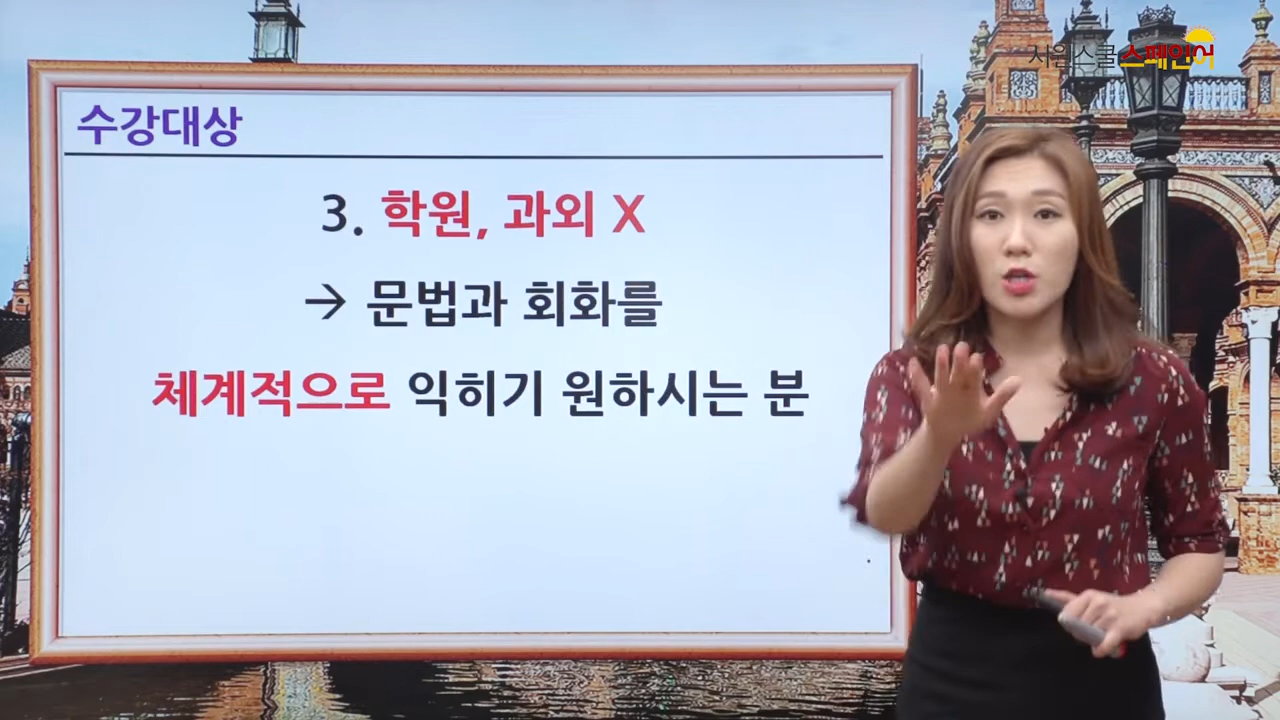 시원스쿨 스페인어
수강대상
3. 학원, 과외 X
→ 문법과 회화를
체계적으로 익히기 원하시는 분